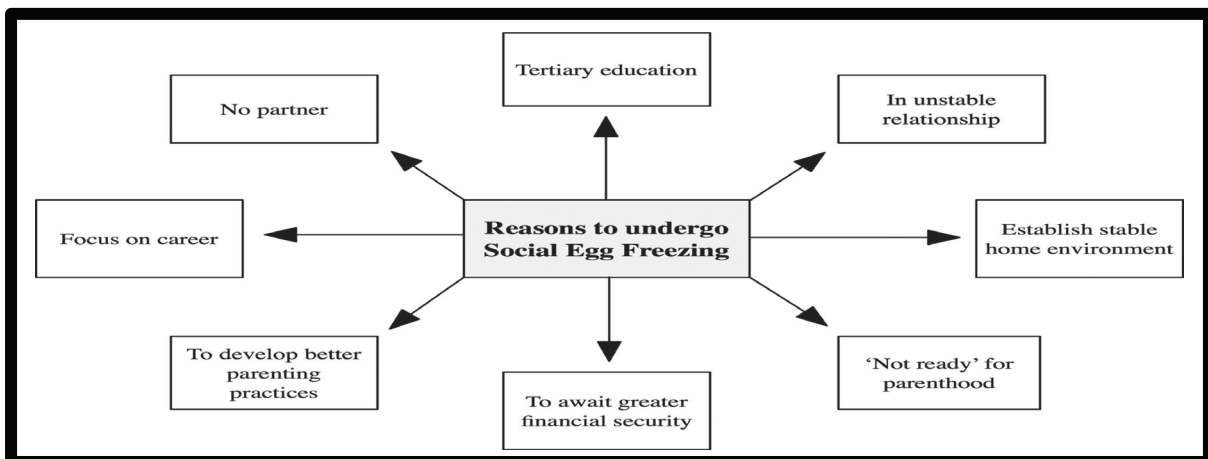 Tertiary education
No partner
In unstable
relationship
Focus on career
Reasons to undergo
Social Egg Freezing
Establish stable
home environment
To develop better
parenting
practices
To await greater
financial security
‘Not ready’ for
parenthood